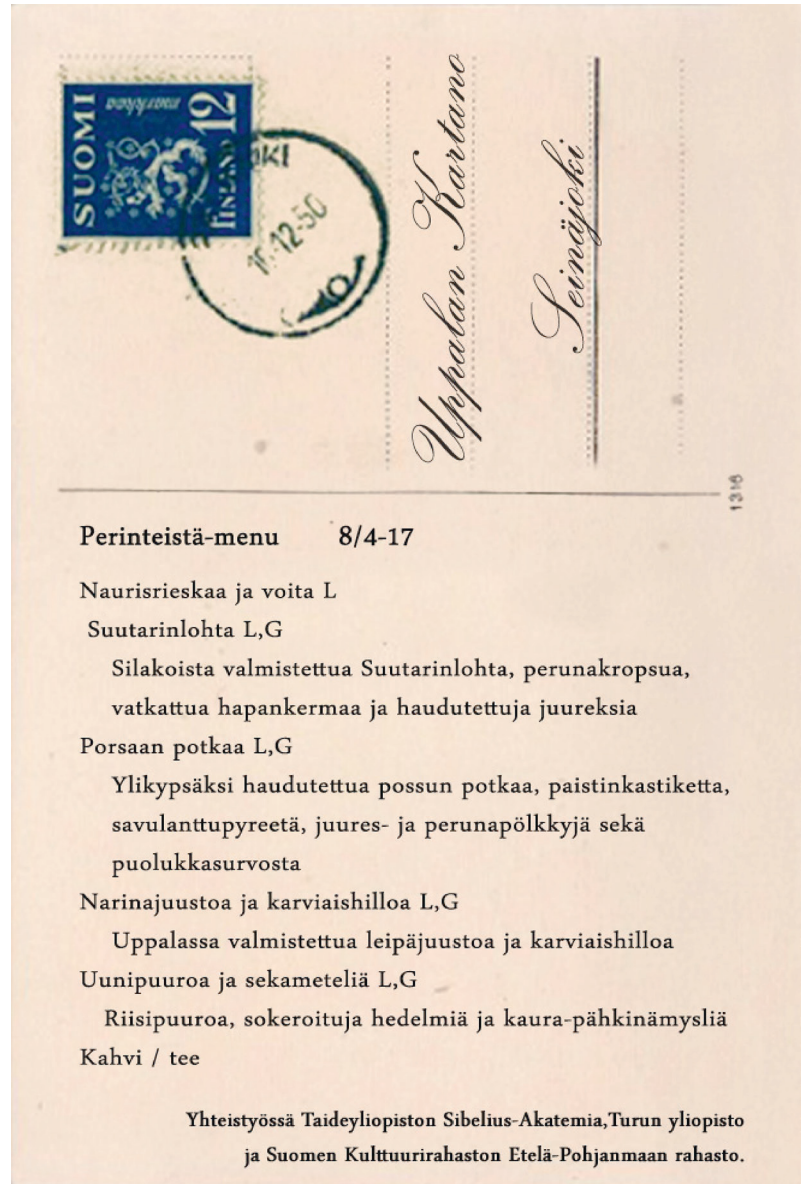 SUOMI
markkaa
12
FINLAND
OKI
12-50
Uppalan Kartano
Seinäjoki
1316
Perinteistä-menu 8/4-17
Naurisrieskaa ja voita L
Suutarinlohta L,G
Silakoista valmistettua Suutarinlohta, perunakropsua,
vatkattua hapankermaa ja haudutettuja juureksia
Porsaan potkaa L,G
Ylikypsäksi haudutettua possun potkaa, paistinkastiketta,
savulanttupyreetä, juures- ja perunapölkkyjä sekä
puolukkasurvosta
Narinajuustoa ja karviaishilloa L,G
Uppalassa valmistettua leipäjuustoa ja karviaishilloa
Uunipuuroa ja sekameteliä L,G
Riisipuuroa, sokeroituja hedelmiä ja kaura-pähkinämysliä
Kahvi / tee
Yhteistyössä Taideyliopiston Sibelius-Akatemia,Turun yliopisto
ja Suomen Kulttuurirahaston Etelä-Pohjanmaan rahasto.